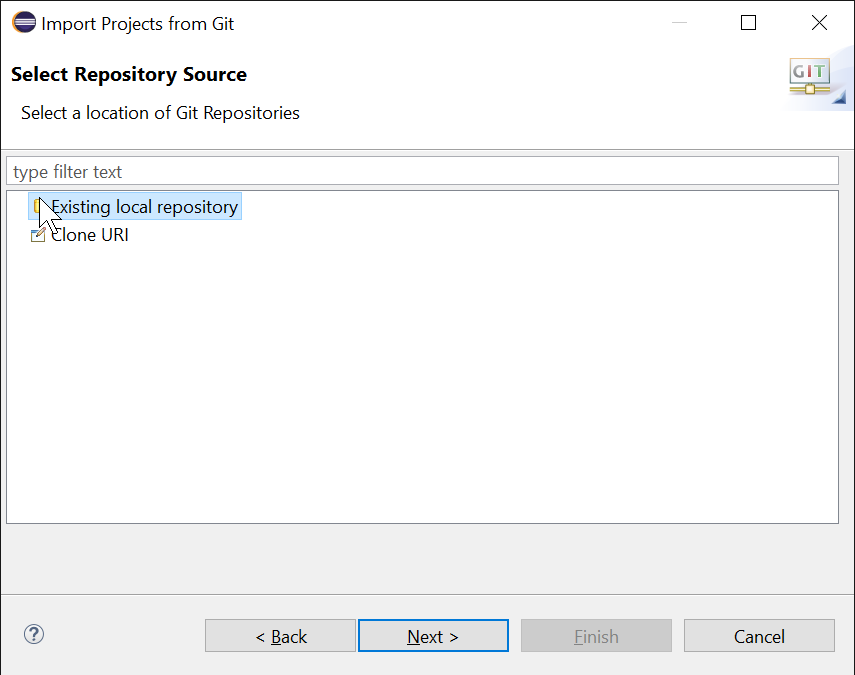 Import Projects from Git
Select Repository Source
Select a location of Git Repositories
GIT
type filter text
Existing local repository
Clone URI
?
< Back
Next >
Finish
Cancel